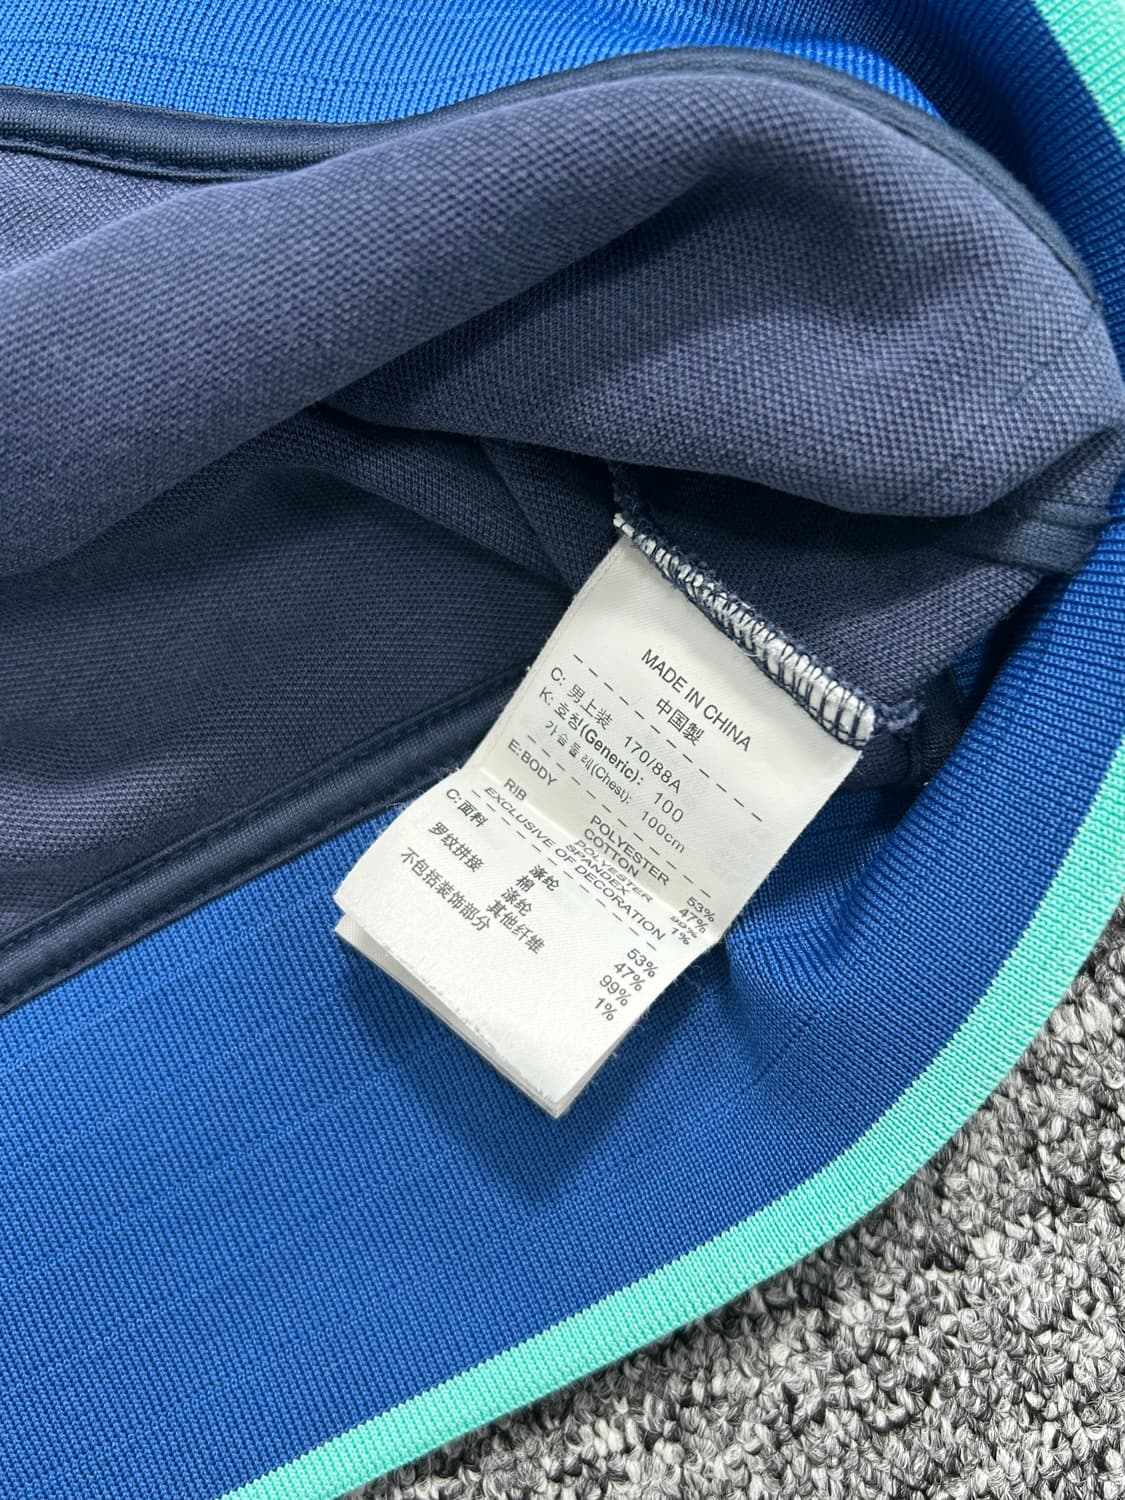 MADE IN CHINA
中国製
C: 男上装 170/88A
K: 호칭(Generic): 100
가슴둘레(Chest): 100cm
E:BODY POLYESTER 53%
COTTON 47%
RIB POLYESTER 99%
SPANDEX 1%
EXCLUSIVE OF DECORATION
C:面料 涤纶 53%
棉 47%
罗纹拼接 涤纶 99%
其他纤维 1%
不包括装饰部分